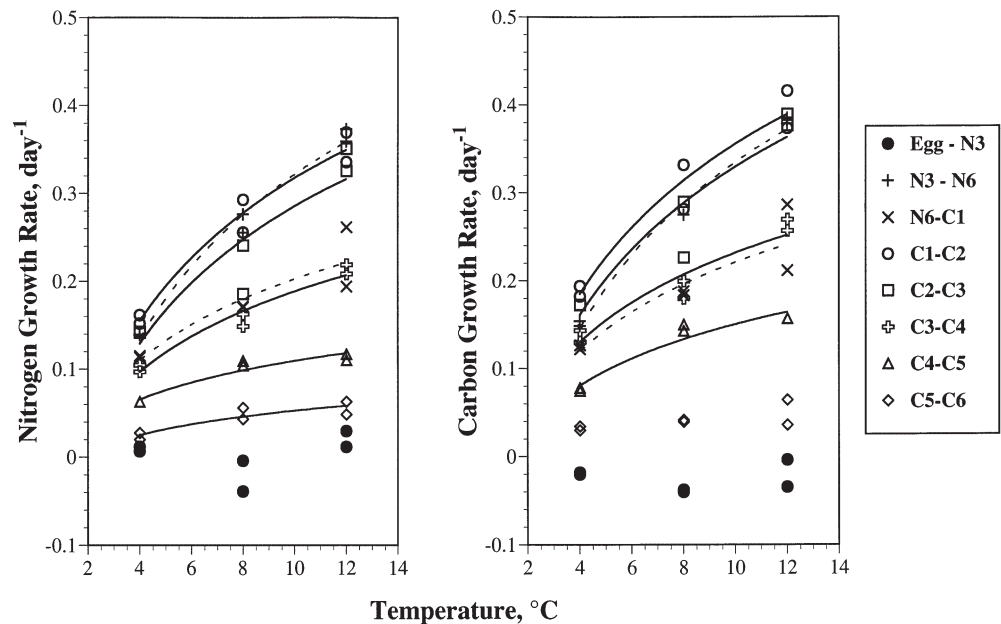 0.5
0.4
0.3
0.2
0.1
0
-0.1
2
4
6
8
10
12
14
Nitrogen Growth Rate, day-1
0.5
0.4
0.3
0.2
0.1
0
-0.1
2
4
6
8
10
12
14
Carbon Growth Rate, day-1
Temperature, °C
Egg - N3
N3 - N6
N6-C1
C1-C2
C2-C3
C3-C4
C4-C5
C5-C6